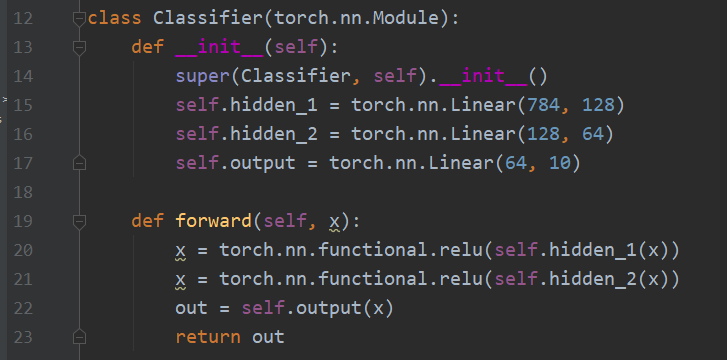 12 class Classifier(torch.nn.Module):
13     def __init__(self):
14         super(Classifier, self).__init__()
15         self.hidden_1 = torch.nn.Linear(784, 128)
16         self.hidden_2 = torch.nn.Linear(128, 64)
17         self.output = torch.nn.Linear(64, 10)
18
19     def forward(self, x):
20         x = torch.nn.functional.relu(self.hidden_1(x))
21         x = torch.nn.functional.relu(self.hidden_2(x))
22         out = self.output(x)
23         return out